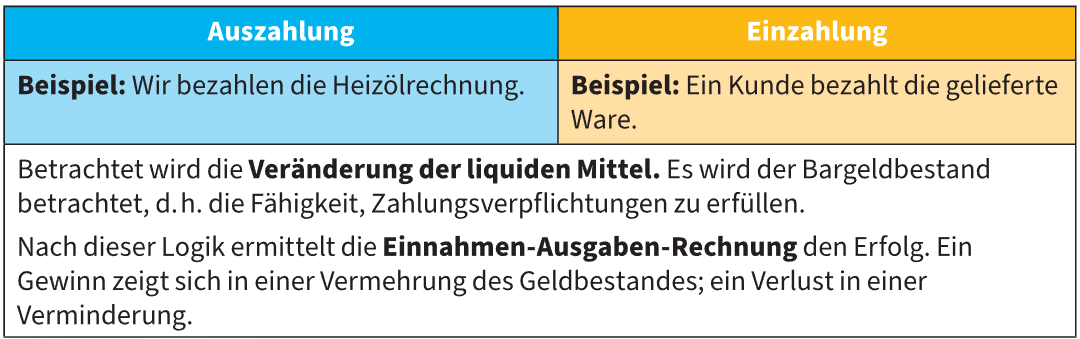 Auszahlung
Einzahlung
Beispiel: Wir bezahlen die Heizölrechnung.
Beispiel: Ein Kunde bezahlt die gelieferte
Ware.
Betrachtet wird die Veränderung der liquiden Mittel. Es wird der Bargeldbestand
betrachtet, d. h. die Fähigkeit, Zahlungsverpflichtungen zu erfüllen.
Nach dieser Logik ermittelt die Einnahmen-Ausgaben-Rechnung den Erfolg. Ein
Gewinn zeigt sich in einer Vermehrung des Geldbestandes; ein Verlust in einer
Verminderung.